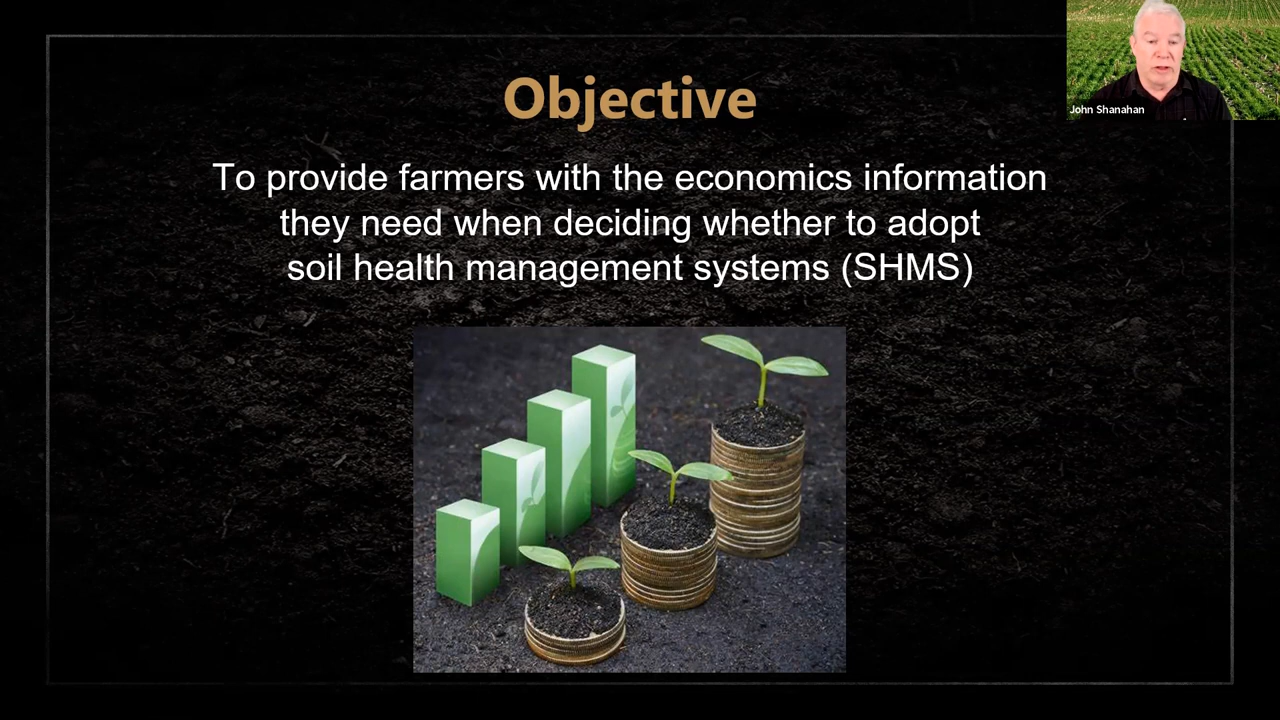 Objective
John Shanahan
To provide farmers with the economics information
they need when deciding whether to adopt
soil health management systems (SHMS)